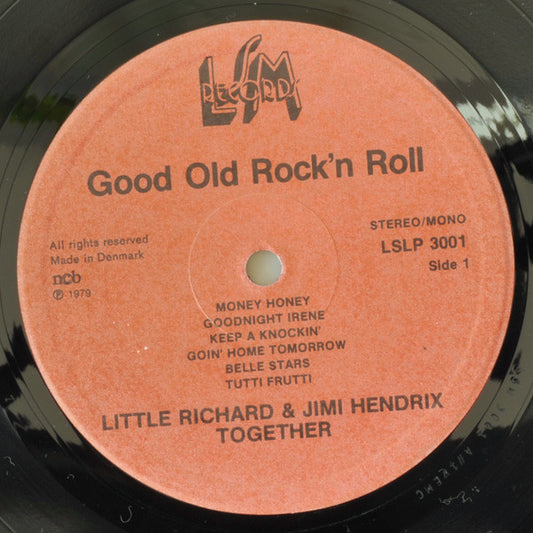 LSM
RECORDS
Good Old Rock'n Roll
All rights reserved
Made in Denmark
ncb
℗ 1979
STEREO/MONO
LSLP 3001
Side 1
MONEY HONEY
GOODNIGHT IRENE
KEEP A KNOCKIN'
GOIN' HOME TOMORROW
BELLE STARS
TUTTI FRUTTI
LITTLE RICHARD & JIMI HENDRIX
TOGETHER